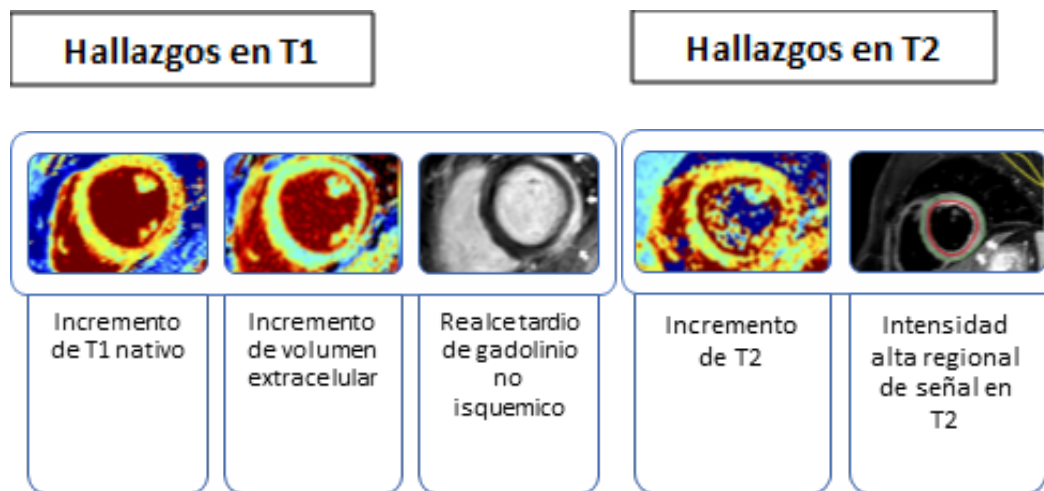 Hallazgos en T1
Hallazgos en T2
Incremento
de T1 nativo
Incremento
de volumen
extracelular
Realce tardio
de gadolinio
no
isquemico
Incremento
de T2
Intensidad
alta regional
de señal en
T2